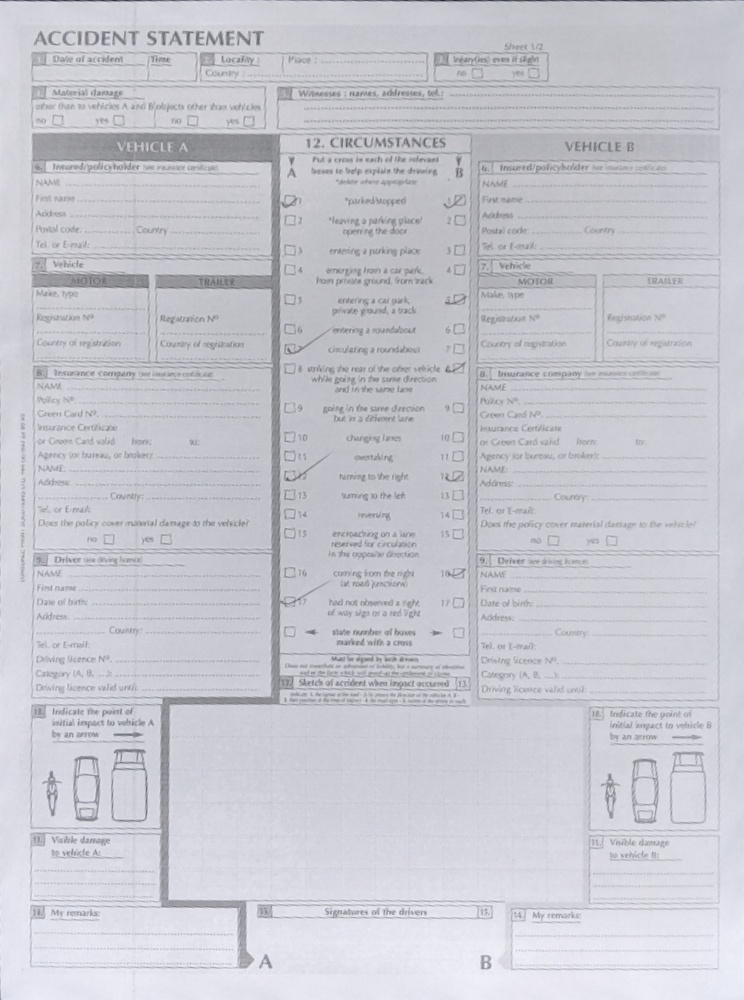 ACCIDENT STATEMENT
Sheet 1/2
1. Date of accident Time
2. Locality: Place:
Country:
3. Injury(ies) even if slight
no yes
4. Material damage
other than to vehicles A and B objects other than vehicles
no yes no yes
5. Witnesses : names, addresses, tel.:
VEHICLE A
6. Insured/policyholder (see insurance certificate)
NAME
First name
Address
Postal code: Country
Tel. or E-mail:
7. Vehicle
MOTOR TRAILER
Make, type
Registration Nº Registration Nº
Country of registration Country of registration
8. Insurance company (see insurance certificate)
NAME
Policy Nº.
Green Card Nº.
Insurance Certificate
or Green Card valid from: to:
Agency (or bureau, or broker):
NAME:
Address:
Country:
Tel. or E-mail:
Does the policy cover material damage to the vehicle?
no yes
9. Driver (see driving licence)
NAME
First name
Date of birth:
Address:
Country:
Tel. or E-mail:
Driving licence Nº.
Category (A, B, ...):
Driving licence valid until:
12. CIRCUMSTANCES
Put a cross in each of the relevant
A boxes to help explain the drawing B
*delete where appropriate
1 *parked/stopped 1
2 *leaving a parking place/ 2
opening the door
3 entering a parking place 3
4 emerging from a car park, 4
from private ground, from track
5 entering a car park, 5
private ground, a track
6 entering a roundabout 6
7 circulating a roundabout 7
8 striking the rear of the other vehicle 8
while going in the same direction
and in the same lane
9 going in the same direction 9
but in a different lane
10 changing lanes 10
11 overtaking 11
12 turning to the right 12
13 turning to the left 13
14 reversing 14
15 encroaching on a lane 15
reserved for circulation
in the opposite direction
16 coming from the right 16
(at road junctions)
17 had not observed a right 17
of way sign or a red light
state number of boxes
marked with a cross
Must be signed by both drivers
13. Sketch of accident when impact occurred 13.
VEHICLE B
6. Insured/policyholder (see insurance certificate)
NAME
First name
Address
Postal code: Country
Tel. or E-mail:
7. Vehicle
MOTOR TRAILER
Make, type
Registration Nº Registration Nº
Country of registration Country of registration
8. Insurance company (see insurance certificate)
NAME
Policy Nº.
Green Card Nº.
Insurance Certificate
or Green Card valid from: to:
Agency (or bureau, or broker):
NAME:
Address:
Country:
Tel. or E-mail:
Does the policy cover material damage to the vehicle?
no yes
9. Driver (see driving licence)
NAME
First name
Date of birth:
Address:
Country:
Tel. or E-mail:
Driving licence Nº.
Category (A, B, ...):
Driving licence valid until:
10. Indicate the point of
initial impact to vehicle A
by an arrow
11. Visible damage
to vehicle A:
10. Indicate the point of
initial impact to vehicle B
by an arrow
11. Visible damage
to vehicle B:
14. My remarks:
15. Signatures of the drivers 15.
A B
14. My remarks: